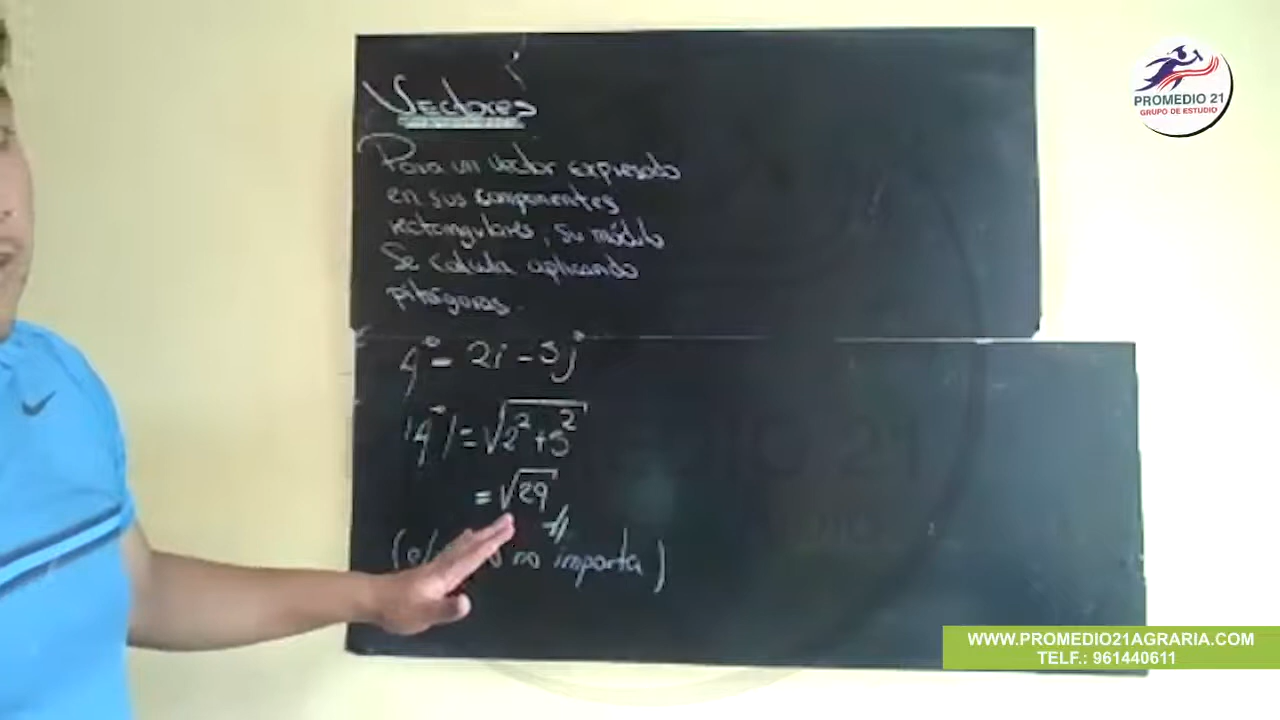 PROMEDIO 21
GRUPO DE ESTUDIO
Vectores
Para un vector expresado
en sus componentes
rectangulares, su módulo
Se calcula aplicando
pitágoras.
= 2i - 5j
= √2² + 5²
= √29
no importa )
WWW.PROMEDIO21AGRARIA.COM
TELF.: 961440611